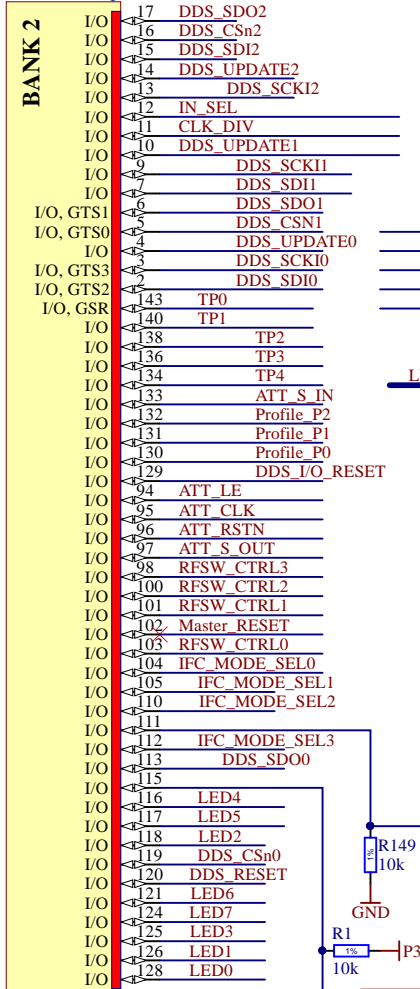 BANK 2
I/O 17 DDS_SDO2
I/O 16 DDS_CSn2
I/O 15 DDS_SDI2
I/O 14 DDS_UPDATE2
I/O 13 DDS_SCKI2
I/O 12 IN_SEL
I/O 11 CLK_DIV
I/O 10 DDS_UPDATE1
I/O 9 DDS_SCKI1
I/O 7 DDS_SDI1
I/O, GTS1 6 DDS_SDO1
I/O, GTS0 5 DDS_CSN1
I/O 4 DDS_UPDATE0
I/O, GTS3 3 DDS_SCKI0
I/O, GTS2 2 DDS_SDI0
I/O, GSR 143 TP0
I/O 140 TP1
I/O 138 TP2
I/O 136 TP3
I/O 134 TP4
L
I/O 133 ATT_S_IN
I/O 132 Profile_P2
I/O 131 Profile_P1
I/O 130 Profile_P0
I/O 129 DDS_I/O_RESET
I/O 94 ATT_LE
I/O 95 ATT_CLK
I/O 96 ATT_RSTN
I/O 97 ATT_S_OUT
I/O 98 RFSW_CTRL3
I/O 100 RFSW_CTRL2
I/O 101 RFSW_CTRL1
I/O 102 Master_RESET
I/O 103 RFSW_CTRL0
I/O 104 IFC_MODE_SEL0
I/O 105 IFC_MODE_SEL1
I/O 110 IFC_MODE_SEL2
I/O 111
I/O 112 IFC_MODE_SEL3
I/O 113 DDS_SDO0
I/O 115
I/O 116 LED4
I/O 117 LED5
I/O 118 LED2
I/O 119 DDS_CSn0
I/O 120 DDS_RESET
I/O 121 LED6
I/O 124 LED7
I/O 125 LED3
I/O 126 LED1
I/O 128 LED0
R149
1%
10k
GND
R1
1%
10k
P3